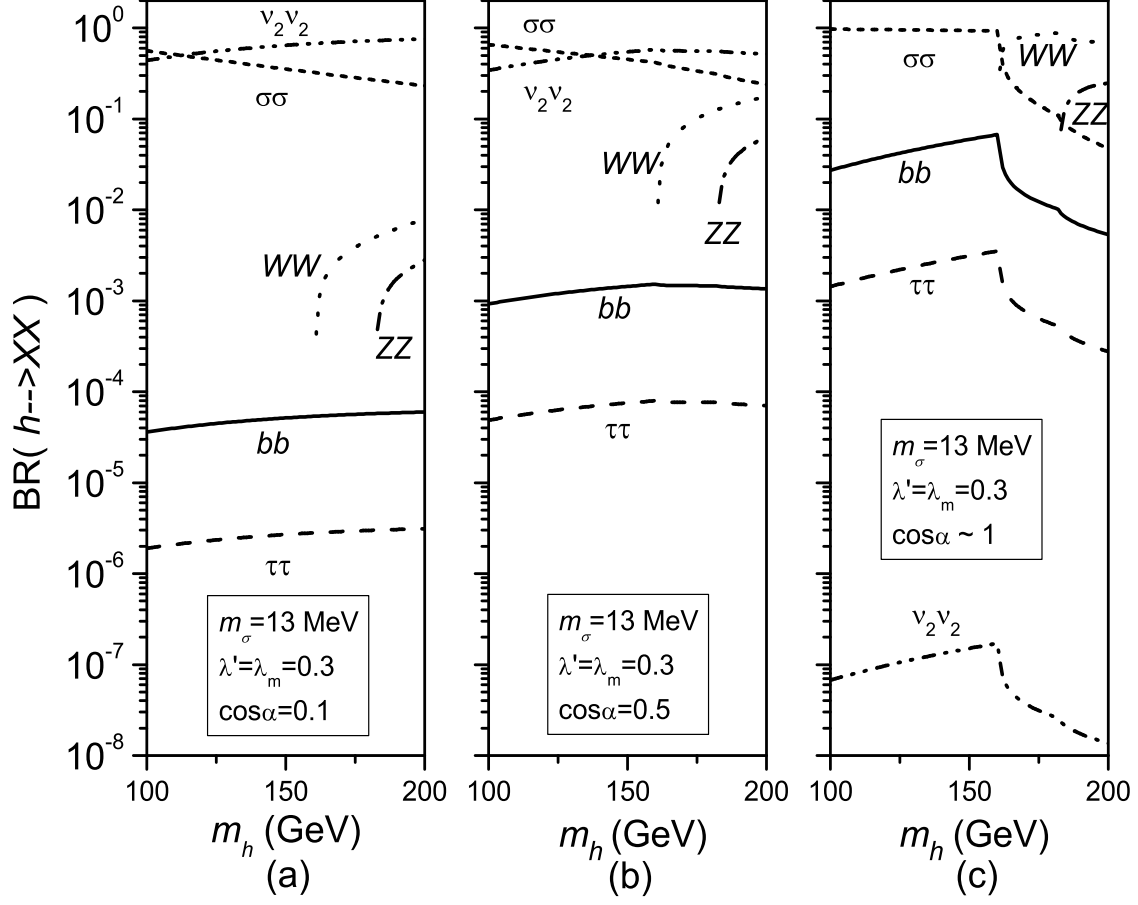 BR( h-->XX)
10⁰
10⁻¹
10⁻²
10⁻³
10⁻⁴
10⁻⁵
10⁻⁶
10⁻⁷
10⁻⁸
ν₂ν₂
σσ
WW
ZZ
bb
ττ
m_σ=13 MeV
λ'=λ_m=0.3
cosα=0.1
100
150
200
m_h (GeV)
(a)
σσ
ν₂ν₂
WW
ZZ
bb
ττ
m_σ=13 MeV
λ'=λ_m=0.3
cosα=0.5
100
150
200
m_h (GeV)
(b)
σσ
WW
ZZ
bb
ττ
m_σ=13 MeV
λ'=λ_m=0.3
cosα ~ 1
ν₂ν₂
100
150
200
m_h (GeV)
(c)